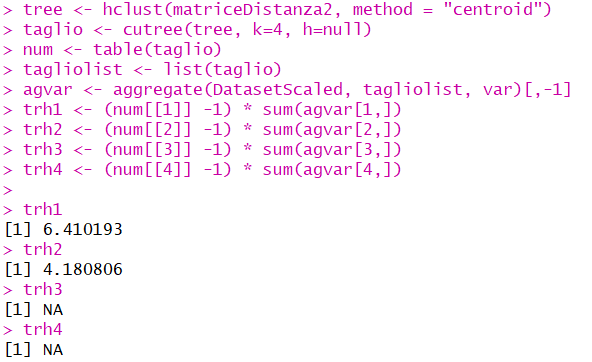 > tree <- hclust(matriceDistanza2, method = "centroid")
> taglio <- cutree(tree, k=4, h=null)
> num <- table(taglio)
> tagliolist <- list(taglio)
> agvar <- aggregate(DatasetScaled, tagliolist, var)[,-1]
> trh1 <- (num[[1]] -1) * sum(agvar[1,])
> trh2 <- (num[[2]] -1) * sum(agvar[2,])
> trh3 <- (num[[3]] -1) * sum(agvar[3,])
> trh4 <- (num[[4]] -1) * sum(agvar[4,])
>
> trh1
[1] 6.410193
> trh2
[1] 4.180806
> trh3
[1] NA
> trh4
[1] NA